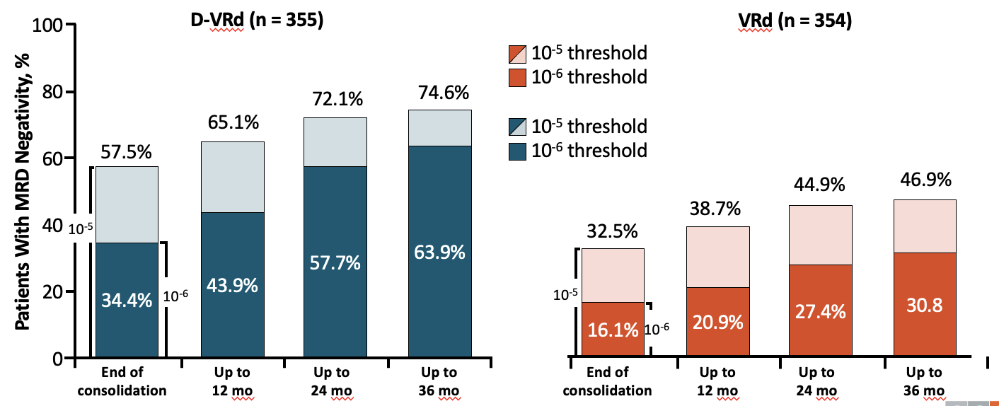 D-VRd (n = 355)
Patients With MRD Negativity, %
100
80
60
40
20
0
57.5%
65.1%
72.1%
74.6%
34.4%
43.9%
57.7%
63.9%
10-5
10-6
End of
consolidation
Up to
12 mo
Up to
24 mo
Up to
36 mo
10-5 threshold
10-6 threshold
10-5 threshold
10-6 threshold
VRd (n = 354)
32.5%
38.7%
44.9%
46.9%
16.1%
20.9%
27.4%
30.8
10-5
10-6
End of
consolidation
Up to
12 mo
Up to
24 mo
Up to
36 mo